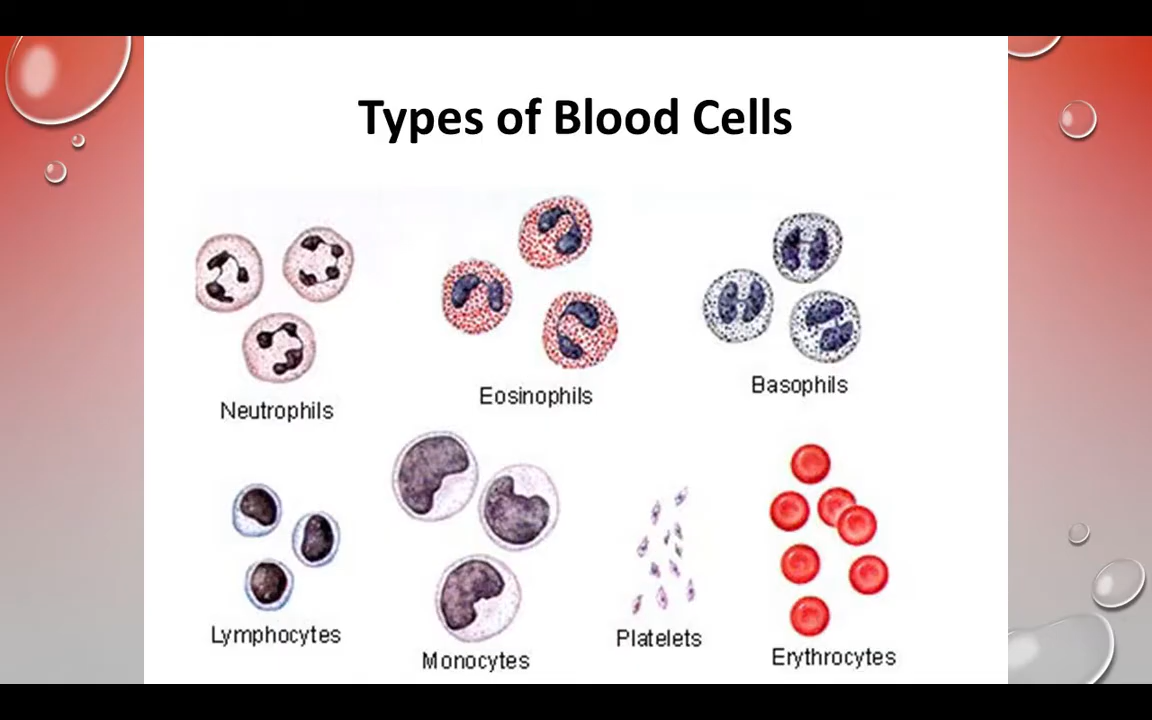 Types of Blood Cells
Neutrophils
Eosinophils
Basophils
Lymphocytes
Monocytes
Platelets
Erythrocytes